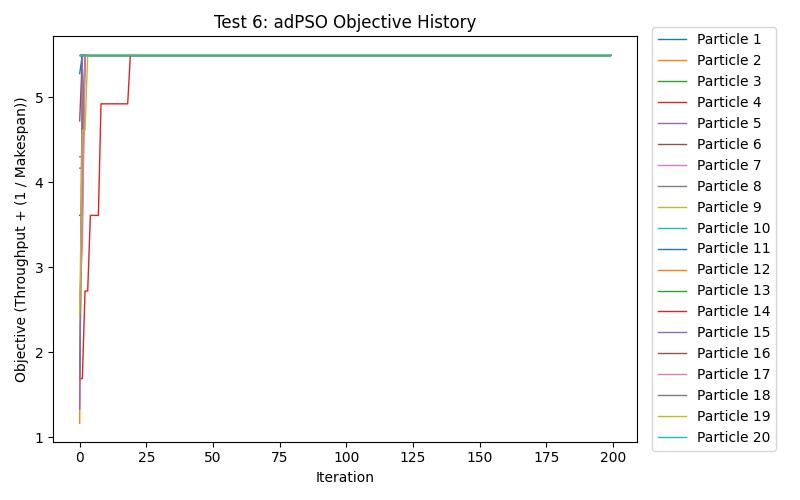 Test 6: adPSO Objective History
Objective (Throughput + (1 / Makespan))
5
4
3
2
1
0
25
50
75
100
125
150
175
200
Iteration
Particle 1
Particle 2
Particle 3
Particle 4
Particle 5
Particle 6
Particle 7
Particle 8
Particle 9
Particle 10
Particle 11
Particle 12
Particle 13
Particle 14
Particle 15
Particle 16
Particle 17
Particle 18
Particle 19
Particle 20